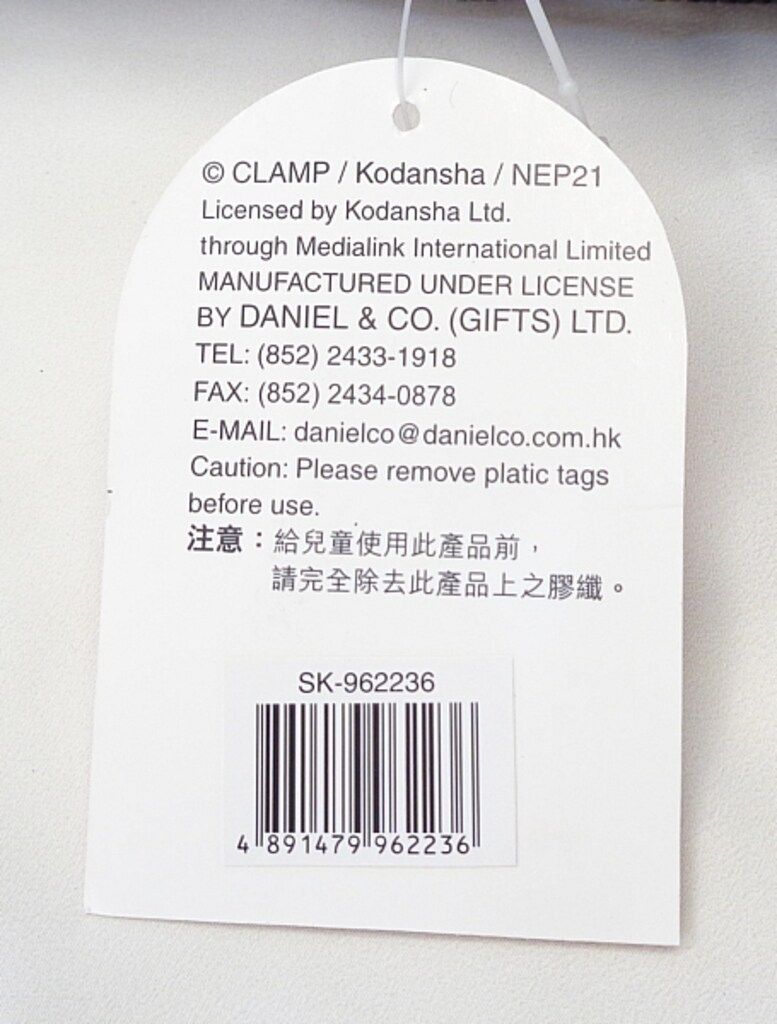 © CLAMP / Kodansha / NEP21
Licensed by Kodansha Ltd.
through Medialink International Limited
MANUFACTURED UNDER LICENSE
BY DANIEL & CO. (GIFTS) LTD.
TEL: (852) 2433-1918
FAX: (852) 2434-0878
E-MAIL: danielco@danielco.com.hk
Caution: Please remove platic tags
before use.
注意：給兒童使用此產品前，
請完全除去此產品上之膠纖。
SK-962236
4 891479 962236